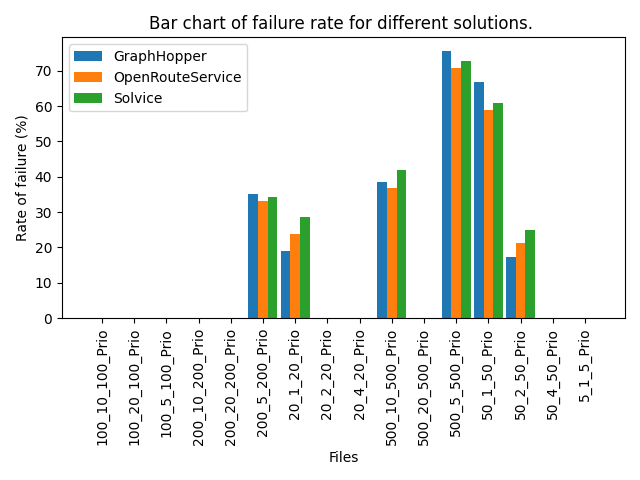 Bar chart of failure rate for different solutions.
GraphHopper
OpenRouteService
Solvice
Rate of failure (%)
70
60
50
40
30
20
10
0
100_10_100_Prio
100_20_100_Prio
100_5_100_Prio
200_10_200_Prio
200_20_200_Prio
200_5_200_Prio
20_1_20_Prio
20_2_20_Prio
20_4_20_Prio
500_10_500_Prio
500_20_500_Prio
500_5_500_Prio
50_1_50_Prio
50_2_50_Prio
50_4_50_Prio
5_1_5_Prio
Files